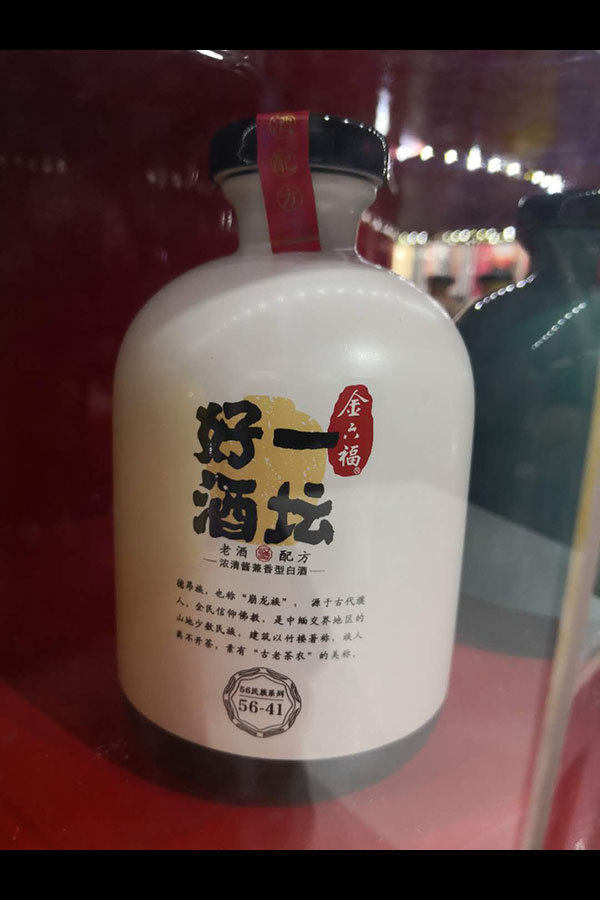 酒
配
方
金六福
一坛
好酒
老酒 配方
浓清酱兼香型白酒
德昂族，也称“崩龙族”，源于古代濮
人，全民信仰佛教，是中缅交界地区的
山地少数民族，建筑以竹楼著称，族人
离不开茶，素有“古老茶农”的美称。
56民族系列
56-41